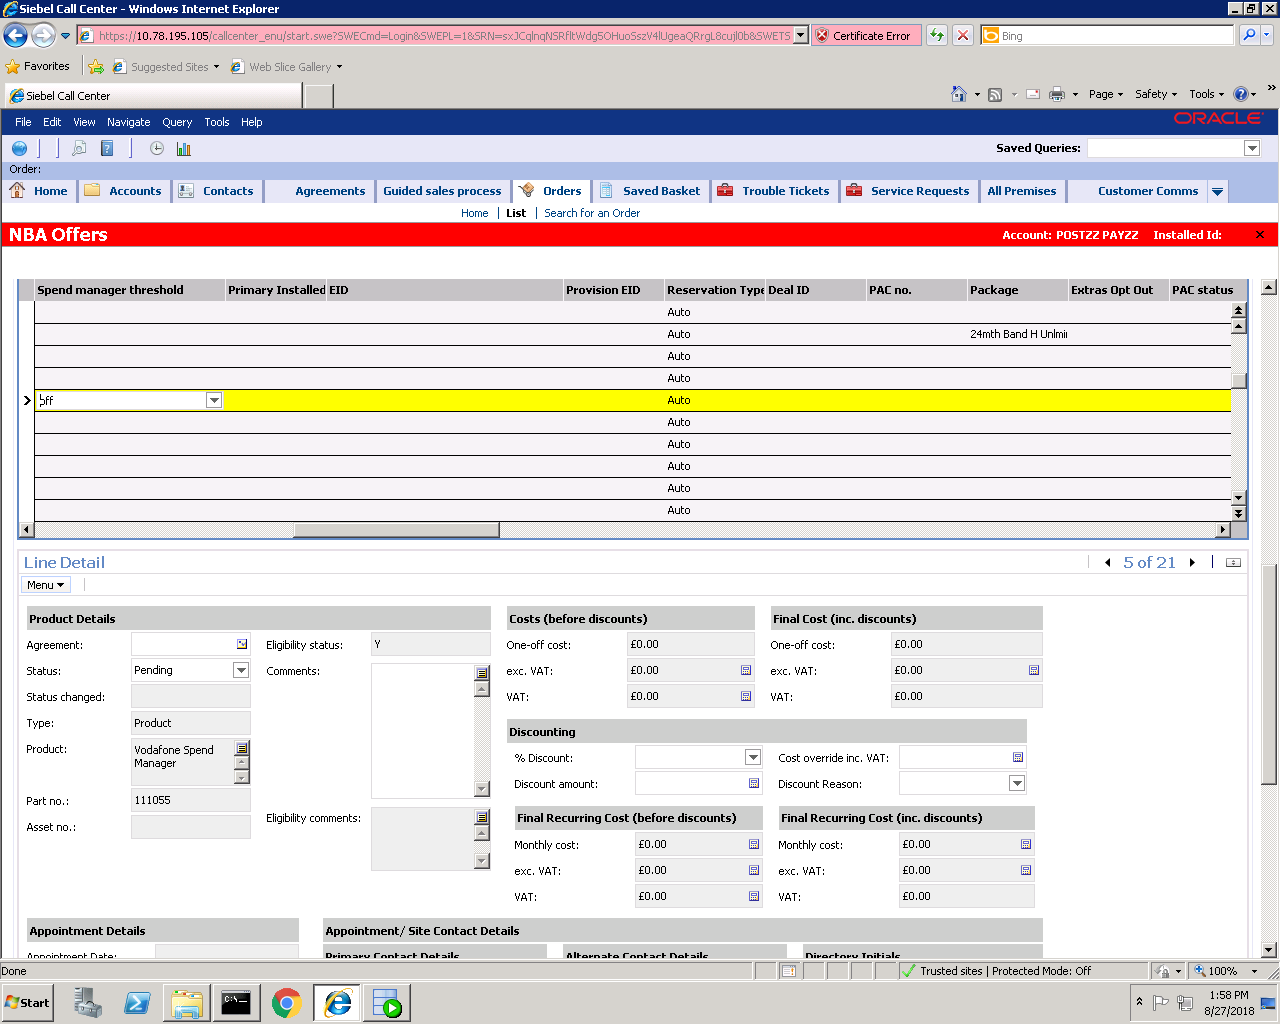 Siebel Call Center - Windows Internet Explorer
https://10.78.195.105/callcenter_enu/start.swe?SWECmd=Login&SWEPL=1&SRN=
Certificate Error
Bing
Favorites
Suggested Sites
Web Slice Gallery
Siebel Call Center
Page
Safety
Tools
File Edit View Navigate Query Tools Help
ORACLE
Saved Queries:
Order:
Home
Accounts
Contacts
Agreements
Guided sales process
Orders
Saved Basket
Trouble Tickets
Service Requests
All Premises
Customer Comms
Home | List | Search for an Order
NBA Offers
Account: POSTZZ PAYZZ Installed Id:
Spend manager threshold Primary Installed EID Provision EID Reservation Type Deal ID PAC no. Package Extras Opt Out PAC status
Auto
Auto 24mth Band H Unlmi
Auto
Auto
Off Auto
Auto
Auto
Auto
Auto
Auto
Line Detail
5 of 21
Menu
Product Details
Costs (before discounts)
Final Cost (inc. discounts)
Agreement:
Eligibility status: Y
One-off cost: £0.00
One-off cost: £0.00
Status: Pending
Comments:
exc. VAT: £0.00
exc. VAT: £0.00
Status changed:
VAT: £0.00
VAT: £0.00
Type: Product
Discounting
Product: Vodafone Spend
Manager
% Discount:
Cost override inc. VAT:
Discount amount:
Discount Reason:
Part no.: 111055
Asset no.:
Eligibility comments:
Final Recurring Cost (before discounts)
Final Recurring Cost (inc. discounts)
Monthly cost: £0.00
Monthly cost: £0.00
exc. VAT: £0.00
exc. VAT: £0.00
VAT: £0.00
VAT: £0.00
Appointment Details
Appointment/ Site Contact Details
Appointment Date:
Primary Contact Details
Alternate Contact Details
Directory Initials
Done
Trusted sites | Protected Mode: Off
100%
Start
1:58 PM
8/27/2018